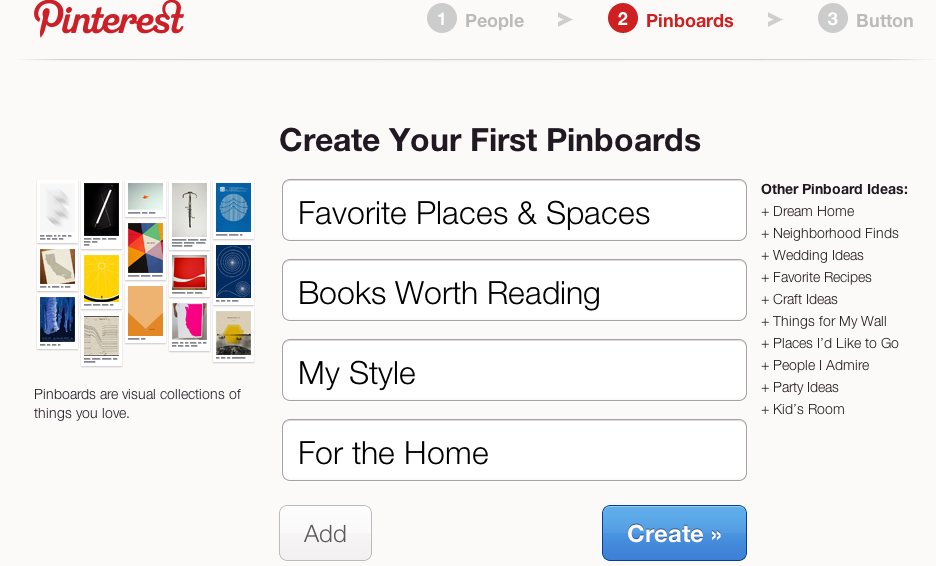 Pinterest
1 People > 2 Pinboards > 3 Button
Create Your First Pinboards
Pinboards are visual collections of
things you love.
Favorite Places & Spaces
Books Worth Reading
My Style
For the Home
Add
Create »
Other Pinboard Ideas:
+ Dream Home
+ Neighborhood Finds
+ Wedding Ideas
+ Favorite Recipes
+ Craft Ideas
+ Things for My Wall
+ Places I'd Like to Go
+ People I Admire
+ Party Ideas
+ Kid's Room